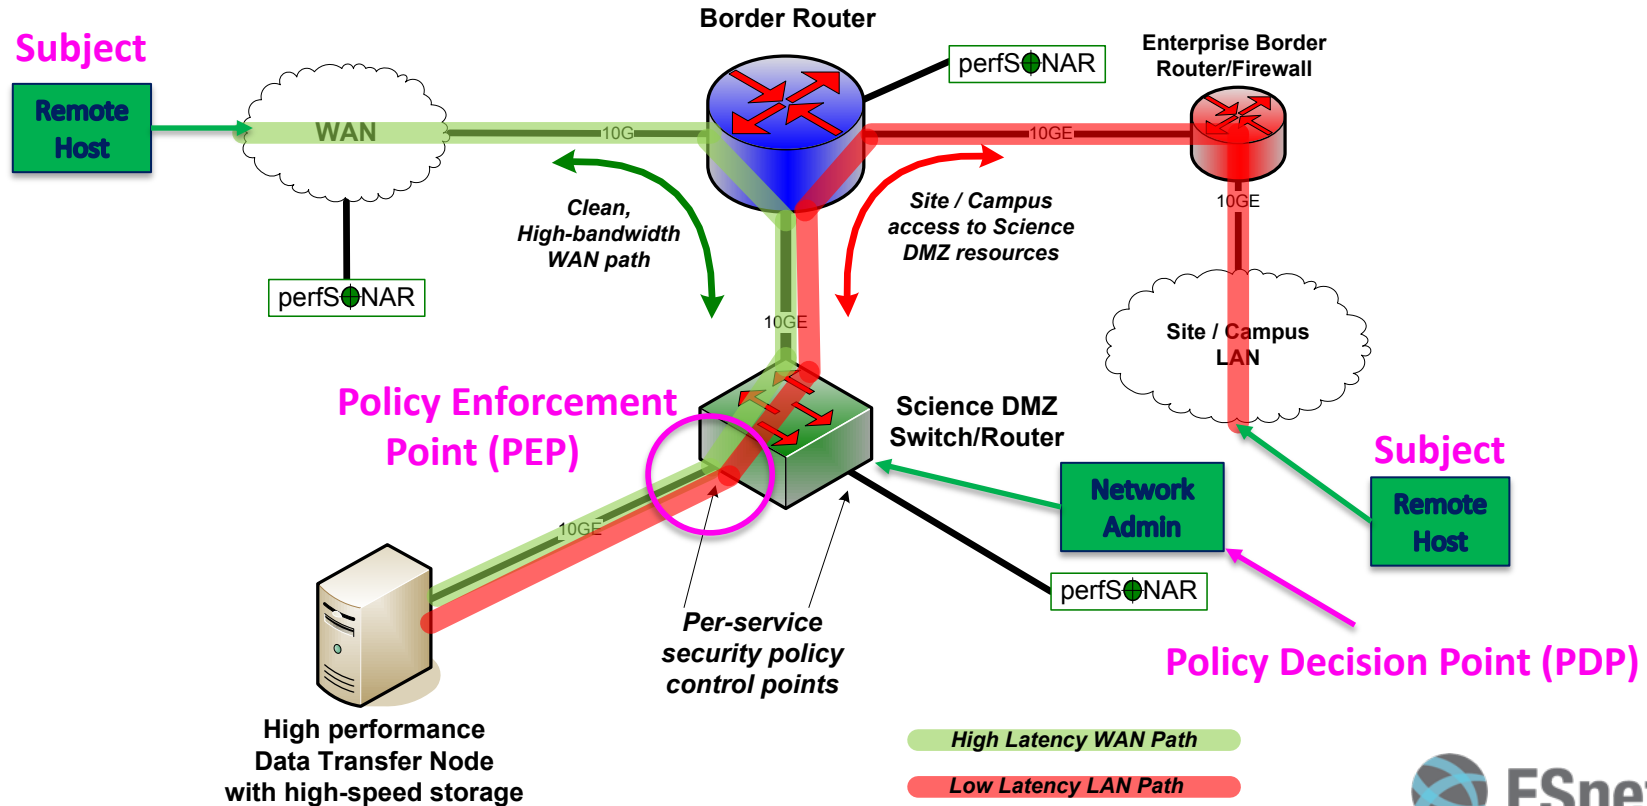 Border Router
Subject
Remote
Host
WAN
10G
perfSONAR
Enterprise Border
Router/Firewall
perfSONAR
10GE
10GE
Clean,
High-bandwidth
WAN path
Site / Campus
access to Science
DMZ resources
10GE
Site / Campus
LAN
Policy Enforcement
Point (PEP)
Science DMZ
Switch/Router
Subject
Remote
Host
Network
Admin
10GE
perfSONAR
Per-service
security policy
control points
Policy Decision Point (PDP)
High performance
Data Transfer Node
with high-speed storage
High Latency WAN Path
Low Latency LAN Path
ESnet